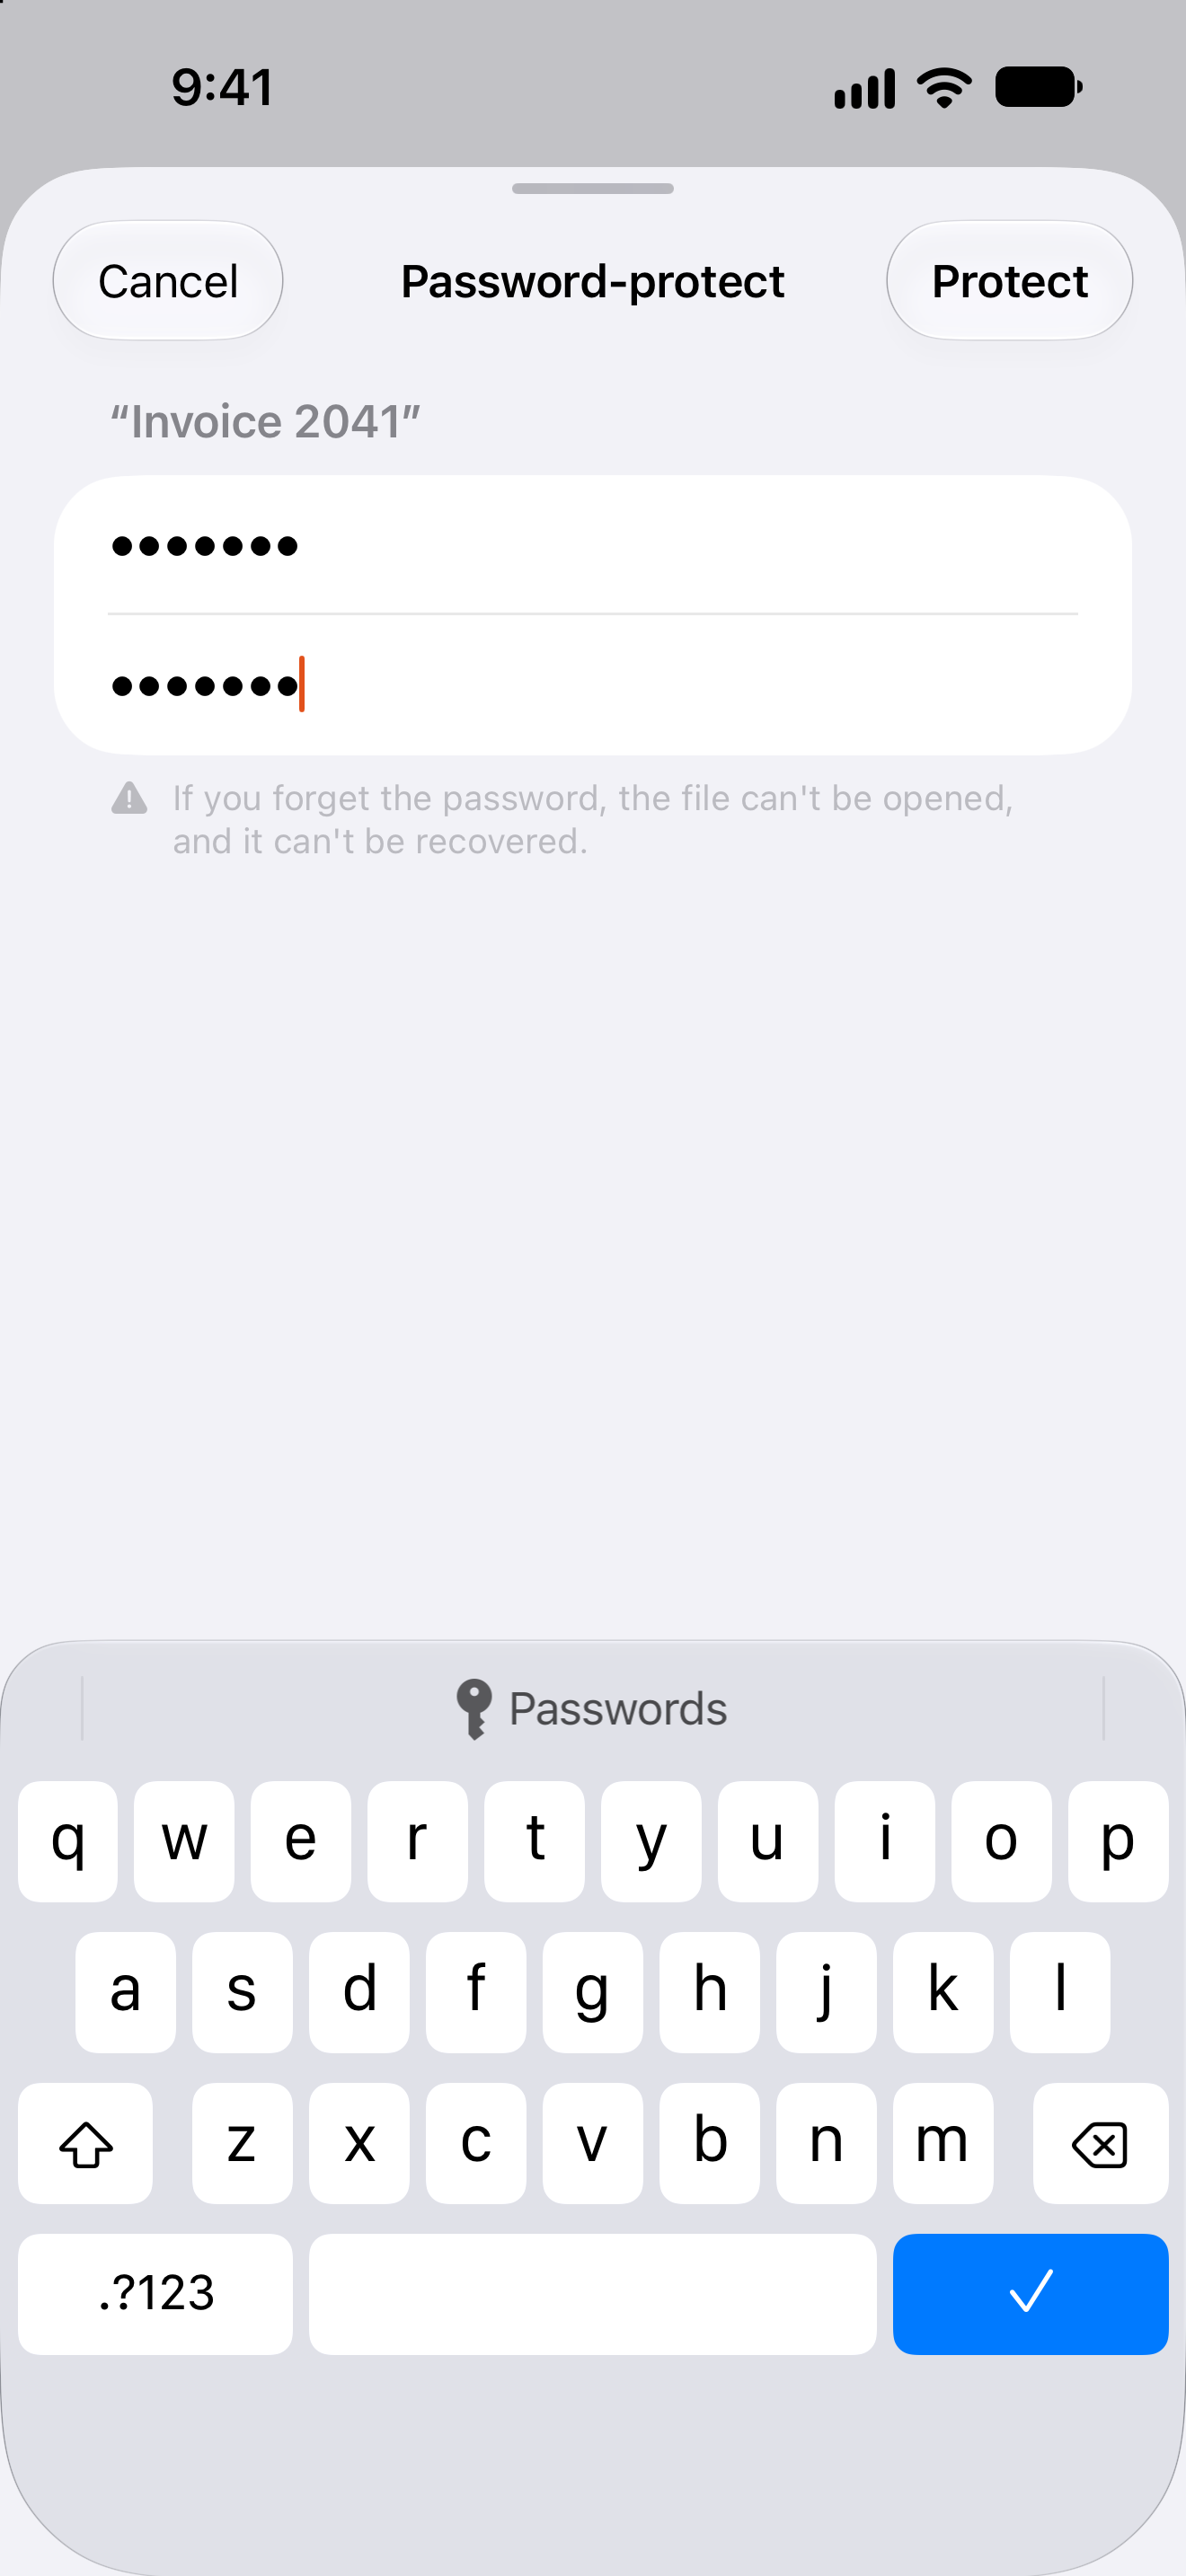 9:41
Cancel
Password-protect
Protect
“Invoice 2041”
•••••••
•••••••
If you forget the password, the file can't be opened,
and it can't be recovered.
Passwords
q w e r t y u i o p
a s d f g h j k l
z x c v b n m
.?123